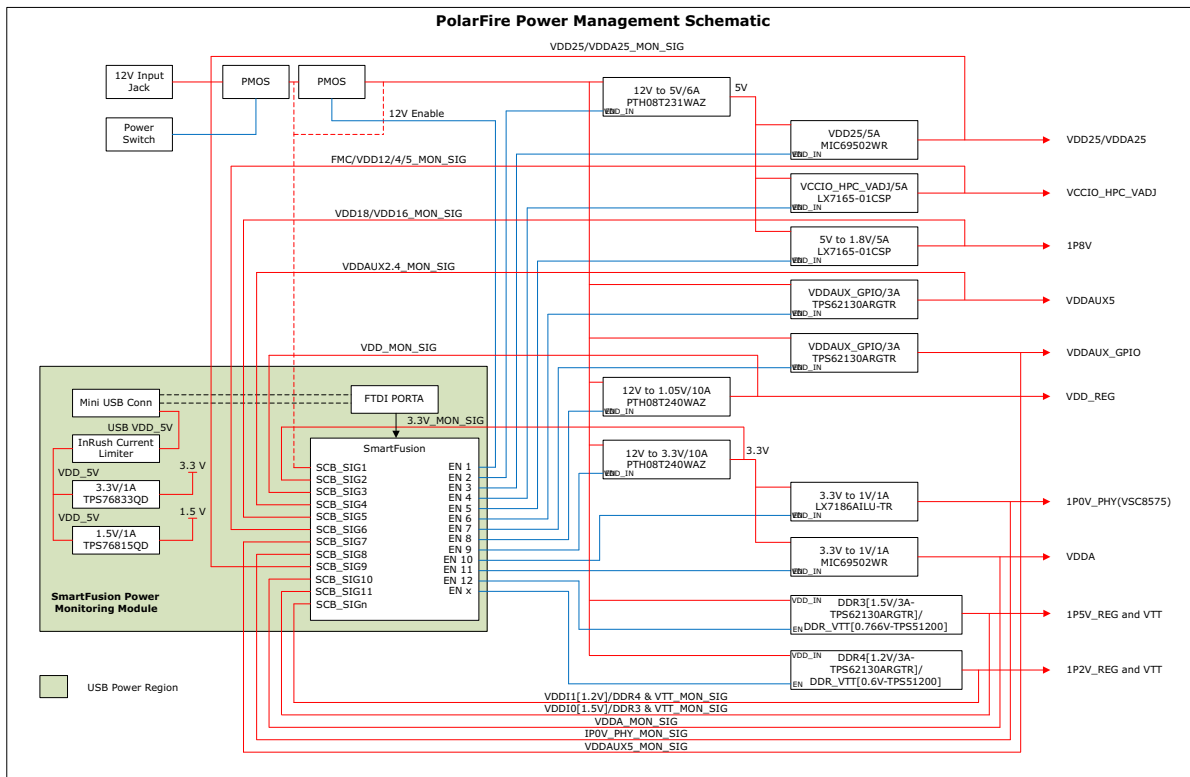 PolarFire Power Management Schematic
VDD25/VDDA25_MON_SIG
12V Input
Jack
PMOS
PMOS
12V to 5V/6A
PTH08T231WAZ
VDD_IN
EN
5V
Power
Switch
12V Enable
VDD25/5A
MIC69502WR
VDD_IN
EN
VDD25/VDDA25
FMC/VDD12/4/5_MON_SIG
VCCIO_HPC_VADJ/5A
LX7165-01CSP
VDD_IN
EN
VCCIO_HPC_VADJ
VDD18/VDD16_MON_SIG
5V to 1.8V/5A
LX7165-01CSP
VDD_IN
EN
1P8V
VDDAUX2.4_MON_SIG
VDDAUX_GPIO/3A
TPS62130ARGTR
VDD_IN
EN
VDDAUX5
VDD_MON_SIG
VDDAUX_GPIO/3A
TPS62130ARGTR
VDD_IN
EN
VDDAUX_GPIO
12V to 1.05V/10A
PTH08T240WAZ
VDD_IN
EN
VDD_REG
Mini USB Conn
FTDI PORTA
USB VDD_5V
3.3V_MON_SIG
InRush Current
Limiter
SmartFusion
12V to 3.3V/10A
PTH08T240WAZ
VDD_IN
EN
3.3V
VDD_5V
3.3 V
3.3V/1A
TPS76833QD
VDD_5V
1.5 V
1.5V/1A
TPS76815QD
SCB_SIG1
SCB_SIG2
SCB_SIG3
SCB_SIG4
SCB_SIG5
SCB_SIG6
SCB_SIG7
SCB_SIG8
SCB_SIG9
SCB_SIG10
SCB_SIG11
SCB_SIGn
EN 1
EN 2
EN 3
EN 4
EN 5
EN 6
EN 7
EN 8
EN 9
EN 10
EN 11
EN 12
EN x
3.3V to 1V/1A
LX7186AILU-TR
VDD_IN
EN
1P0V_PHY(VSC8575)
3.3V to 1V/1A
MIC69502WR
VDD_IN
EN
VDDA
SmartFusion Power
Monitoring Module
VDD_IN
DDR3[1.5V/3A-
TPS62130ARGTR]/
DDR_VTT[0.766V-TPS51200]
EN
1P5V_REG and VTT
VDD_IN
DDR4[1.2V/3A-
TPS62130ARGTR]/
DDR_VTT[0.6V-TPS51200]
EN
1P2V_REG and VTT
USB Power Region
VDDI1[1.2V]/DDR4 & VTT_MON_SIG
VDDI0[1.5V]/DDR3 & VTT_MON_SIG
VDDA_MON_SIG
IP0V_PHY_MON_SIG
VDDAUX5_MON_SIG